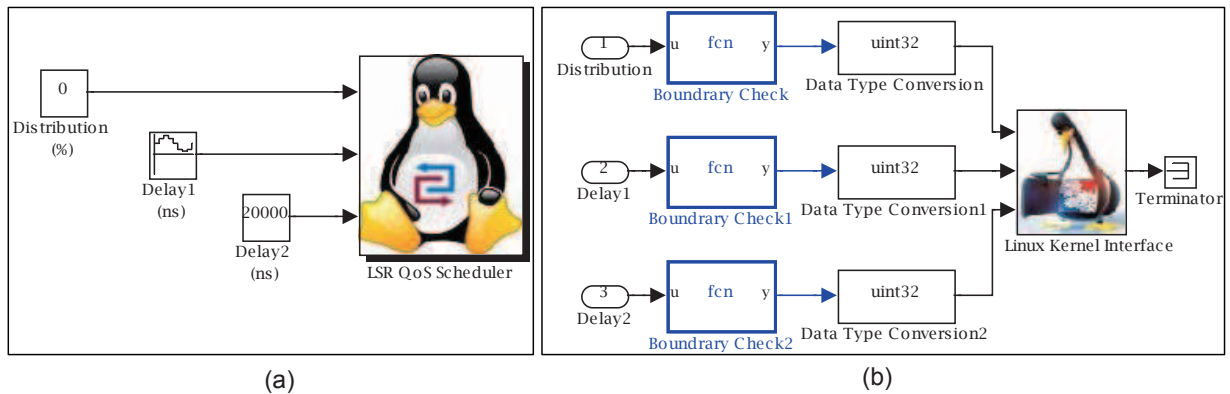 0
Distribution
(%)
Delay1
(ns)
20000
Delay2
(ns)
LSR QoS Scheduler
(a)
1
Distribution
u fcn y
Boundrary Check
uint32
Data Type Conversion
2
Delay1
u fcn y
Boundrary Check1
uint32
Data Type Conversion1
3
Delay2
u fcn y
Boundrary Check2
uint32
Data Type Conversion2
Linux Kernel Interface
Terminator
(b)